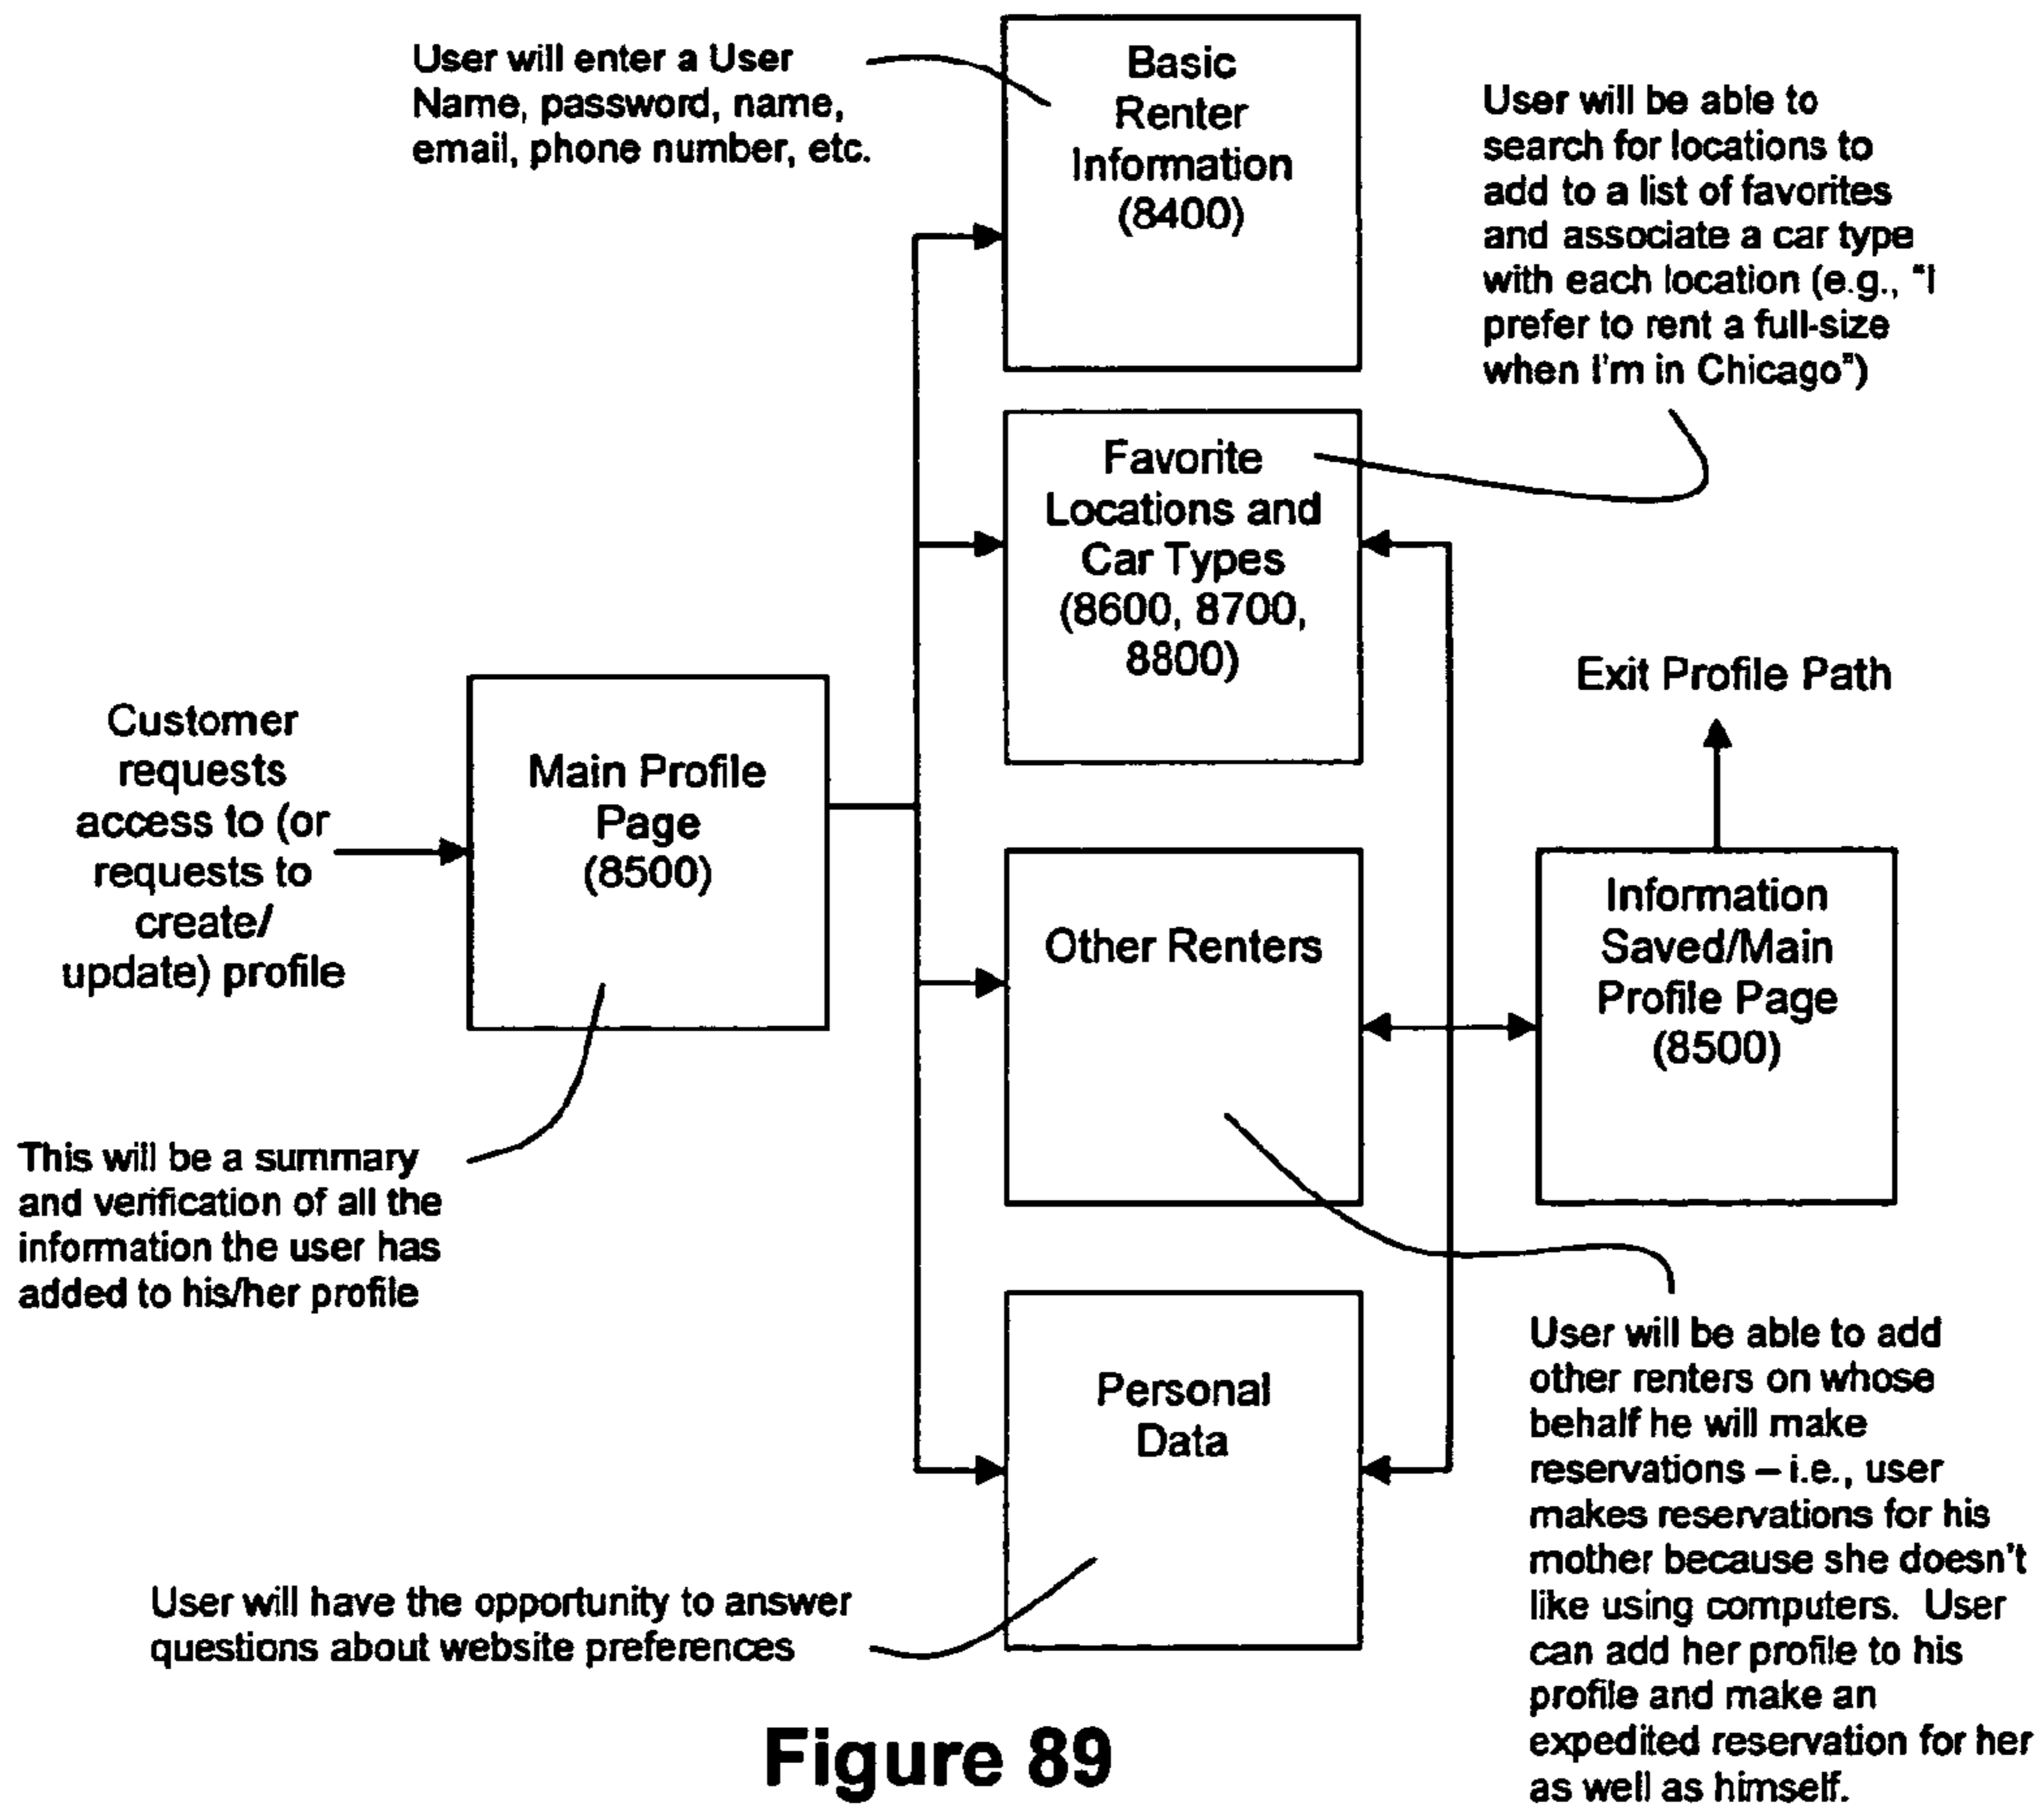 User will enter a User
Name, password, name,
email, phone number, etc.
Basic
Renter
Information
(8400)
User will be able to
search for locations to
add to a list of favorites
and associate a car type
with each location (e.g., "I
prefer to rent a full-size
when I'm in Chicago")
Favorite
Locations and
Car Types
(8600, 8700,
8800)
Customer
requests
access to (or
requests to
create/
update) profile
Main Profile
Page
(8500)
Exit Profile Path
Other Renters
Information
Saved/Main
Profile Page
(8500)
This will be a summary
and verification of all the
information the user has
added to his/her profile
Personal
Data
User will be able to add
other renters on whose
behalf he will make
reservations – i.e., user
makes reservations for his
mother because she doesn't
like using computers.  User
can add her profile to his
profile and make an
expedited reservation for her
as well as himself.
User will have the opportunity to answer
questions about website preferences
Figure 89